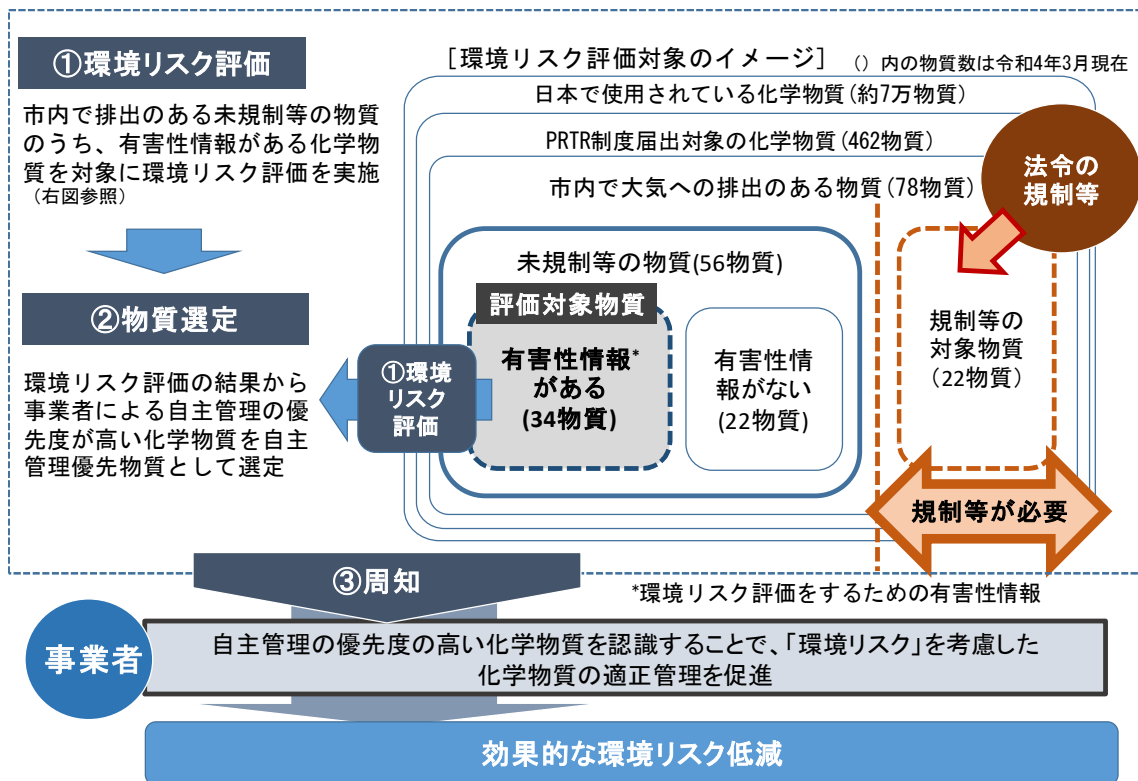 ①環境リスク評価
市内で排出のある未規制等の物質
のうち、有害性情報がある化学物
質を対象に環境リスク評価を実施
（右図参照）
②物質選定
環境リスク評価の結果から
事業者による自主管理の優
先度が高い化学物質を自主
管理優先物質として選定
[環境リスク評価対象のイメージ]
()内の物質数は令和4年3月現在
日本で使用されている化学物質(約7万物質)
PRTR制度届出対象の化学物質(462物質)
市内で大気への排出のある物質(78物質)
法令の
規制等
未規制等の物質(56物質)
評価対象物質
有害性情報*
がある
(34物質)
有害性情
報がない
(22物質)
規制等の
対象物質
(22物質)
①環境
リスク
評価
規制等が必要
③周知
*環境リスク評価をするための有害性情報
事業者
自主管理の優先度の高い化学物質を認識することで、「環境リスク」を考慮した
化学物質の適正管理を促進
効果的な環境リスク低減